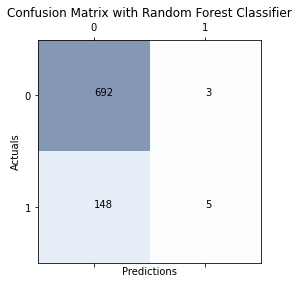 Confusion Matrix with Random Forest Classifier
0 1
0 692 3
Actuals
1 148 5
Predictions